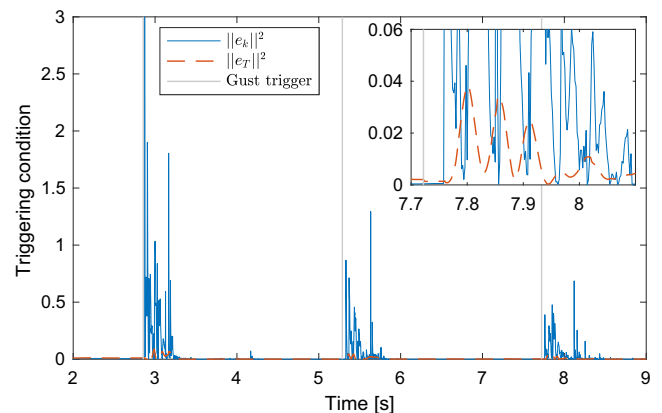 ||e_k||^2
||e_T||^2
Gust trigger
Triggering condition
3
2.5
2
1.5
1
0.5
0
2 3 4 5 6 7 8 9
Time [s]
0.06
0.04
0.02
0
7.7 7.8 7.9 8